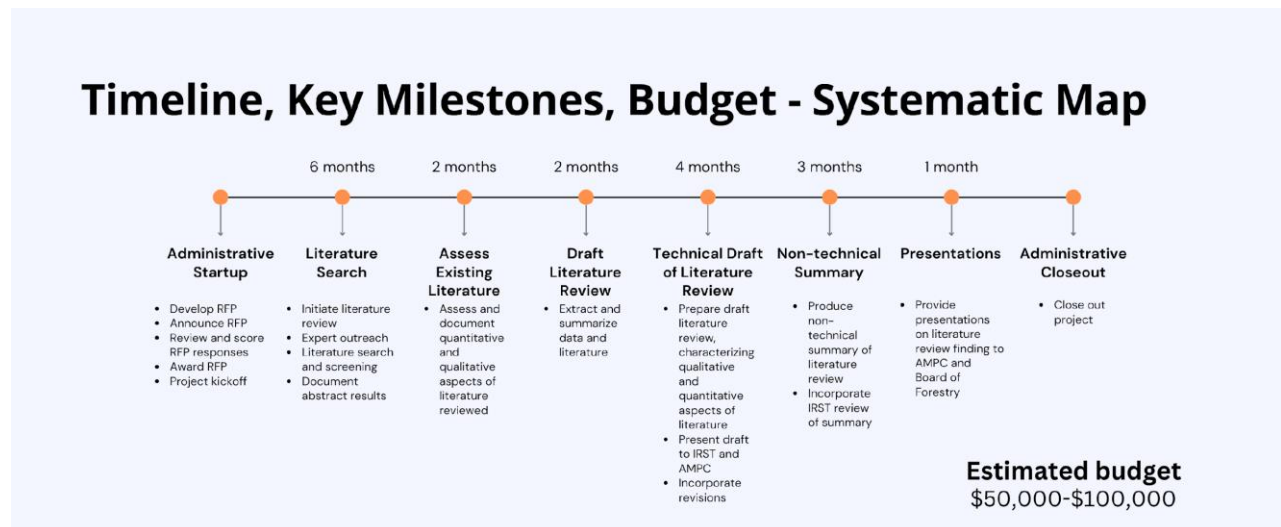 Timeline, Key Milestones, Budget - Systematic Map
6 months
2 months
2 months
4 months
3 months
1 month
Administrative
Startup
• Develop RFP
• Announce RFP
• Review and score
RFP responses
• Award RFP
• Project kickoff
Literature
Search
• Initiate literature
review
• Expert outreach
• Literature search
and screening
• Document
abstract results
Assess
Existing
Literature
• Assess and
document
quantitative
and
qualitative
aspects of
literature
reviewed
Draft
Literature
Review
• Extract and
summarize
data and
literature
Technical Draft
of Literature
Review
• Prepare draft
literature
review,
characterizing
qualitative
and
quantitative
aspects of
literature
• Present draft
to IRST and
AMPC
• Incorporate
revisions
Non-technical
Summary
• Produce
non-
technical
summary of
literature
review
• Incorporate
IRST review
of summary
Presentations
• Provide
presentations
on literature
review finding to
AMPC and
Board of
Forestry
Administrative
Closeout
• Close out
project
Estimated budget
$50,000-$100,000